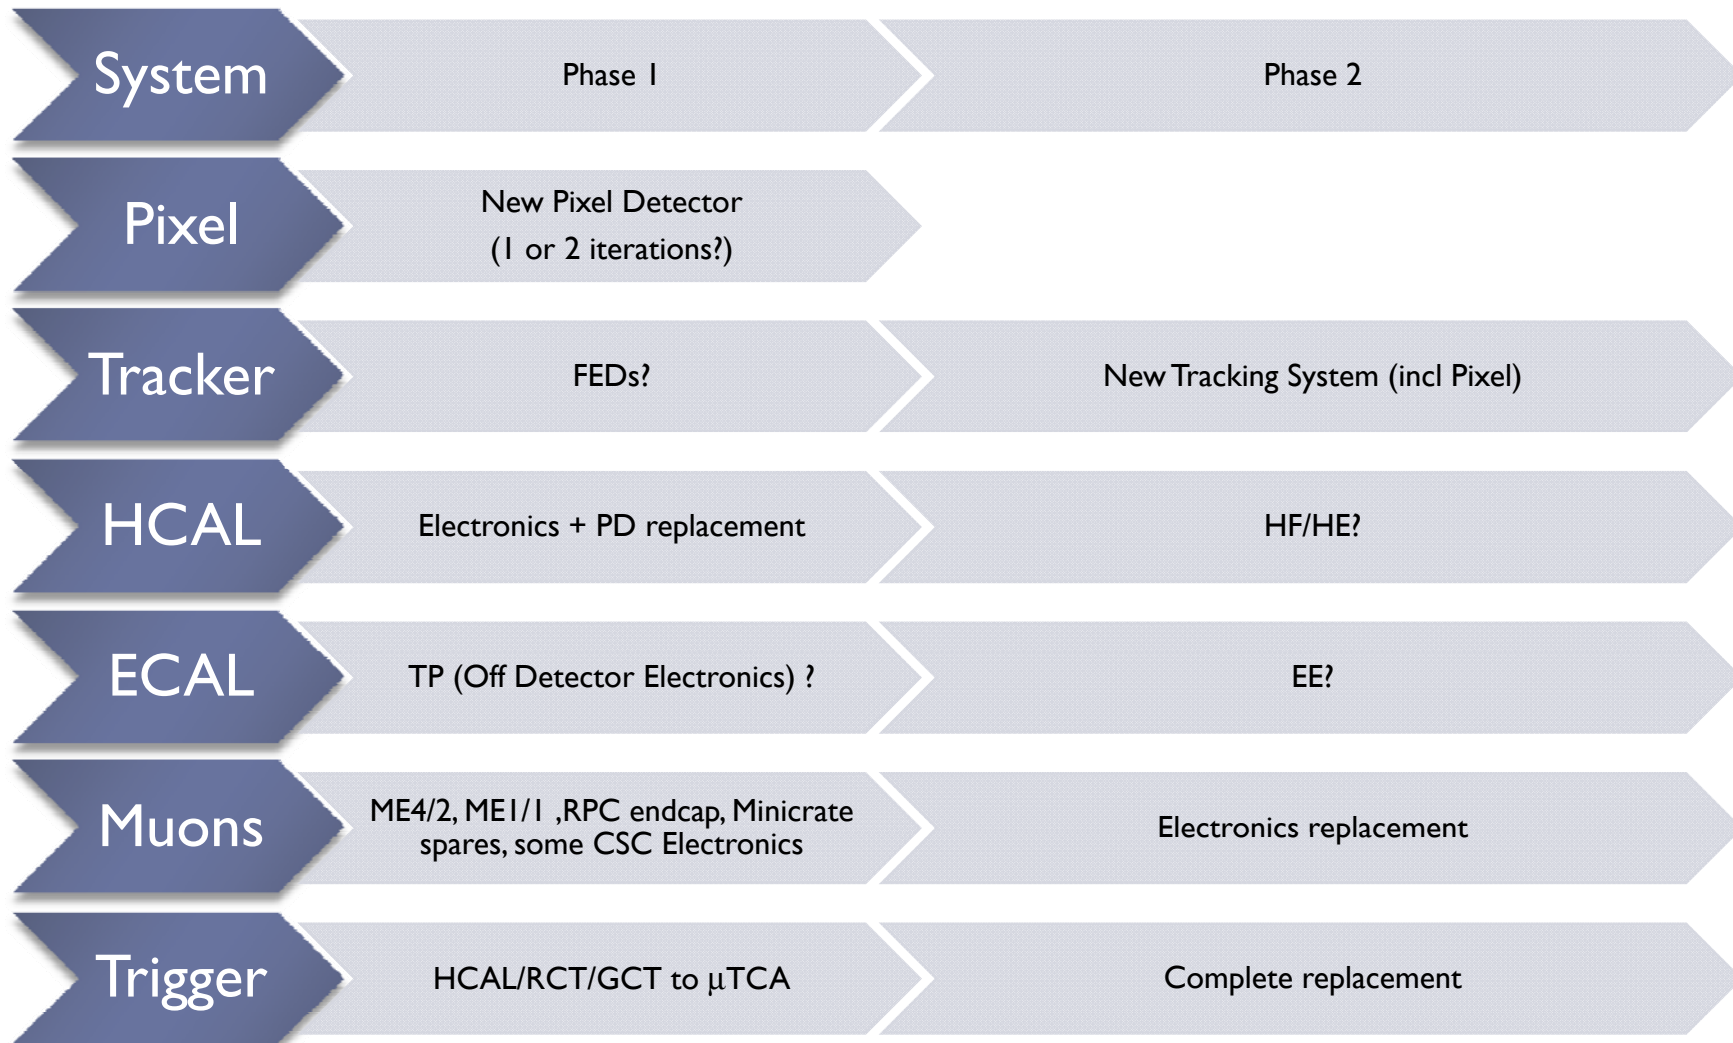 System
Phase 1
Phase 2
Pixel
New Pixel Detector
(1 or 2 iterations?)
Tracker
FEDs?
New Tracking System (incl Pixel)
HCAL
Electronics + PD replacement
HF/HE?
ECAL
TP (Off Detector Electronics) ?
EE?
Muons
ME4/2, ME1/1 ,RPC endcap, Minicrate
spares, some CSC Electronics
Electronics replacement
Trigger
HCAL/RCT/GCT to μTCA
Complete replacement